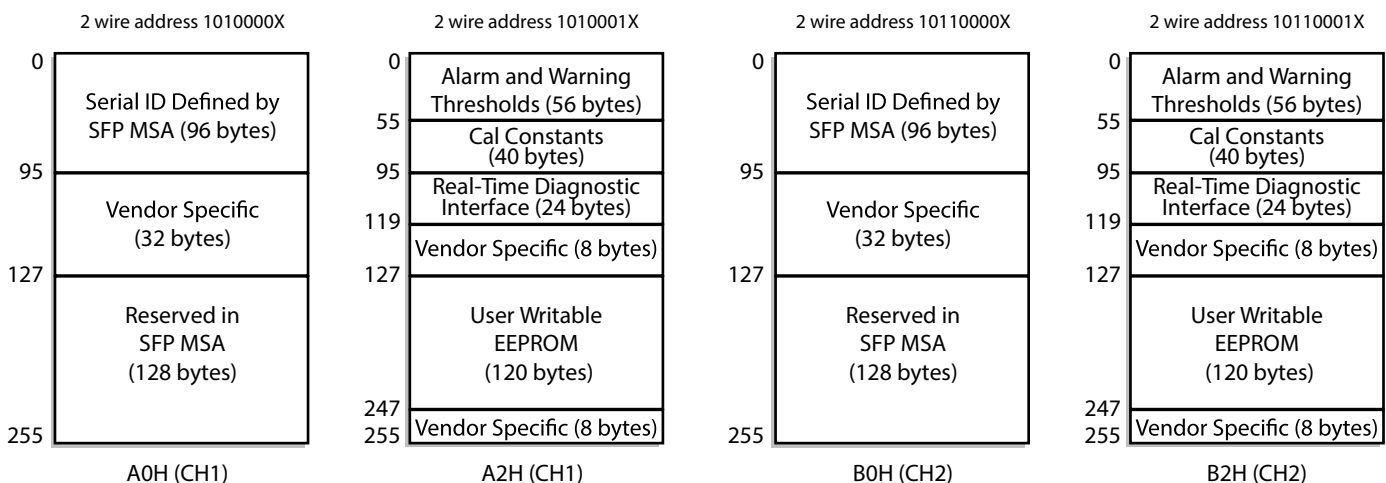 2 wire address 1010000X
0
Serial ID Defined by
SFP MSA (96 bytes)
95
Vendor Specific
(32 bytes)
127
Reserved in
SFP MSA
(128 bytes)
255
A0H (CH1)
2 wire address 1010001X
0
Alarm and Warning
Thresholds (56 bytes)
55
Cal Constants
(40 bytes)
95
Real-Time Diagnostic
Interface (24 bytes)
119
Vendor Specific (8 bytes)
127
User Writable
EEPROM
(120 bytes)
247
Vendor Specific (8 bytes)
255
A2H (CH1)
2 wire address 10110000X
0
Serial ID Defined by
SFP MSA (96 bytes)
95
Vendor Specific
(32 bytes)
127
Reserved in
SFP MSA
(128 bytes)
255
B0H (CH2)
2 wire address 10110001X
0
Alarm and Warning
Thresholds (56 bytes)
55
Cal Constants
(40 bytes)
95
Real-Time Diagnostic
Interface (24 bytes)
119
Vendor Specific (8 bytes)
127
User Writable
EEPROM
(120 bytes)
247
Vendor Specific (8 bytes)
255
B2H (CH2)